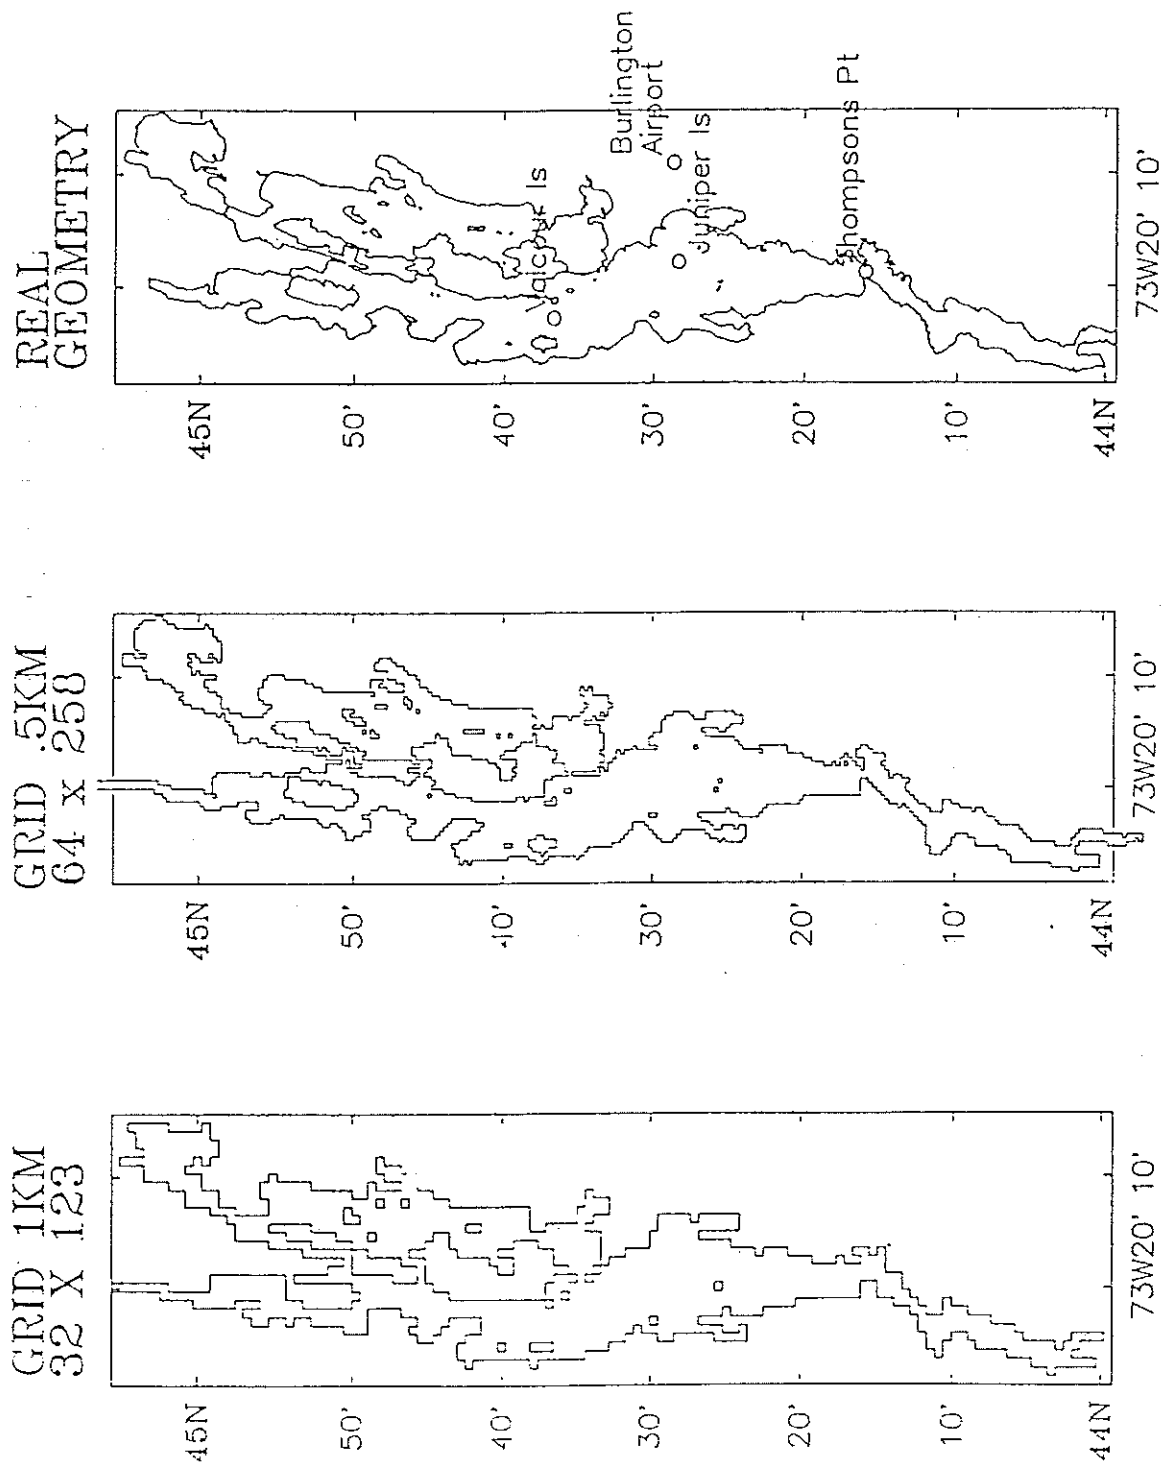 GRID 1KM
32 X 123
45N
50'
40'
30'
20'
10'
44N
73W20' 10'
GRID .5KM
64 x 258
45N
50'
40'
30'
20'
10'
44N
73W20' 10'
REAL
GEOMETRY
Valcour Is
Burlington
Airport
Juniper Is
Thompsons Pt
45N
50'
40'
30'
20'
10'
44N
73W20' 10'